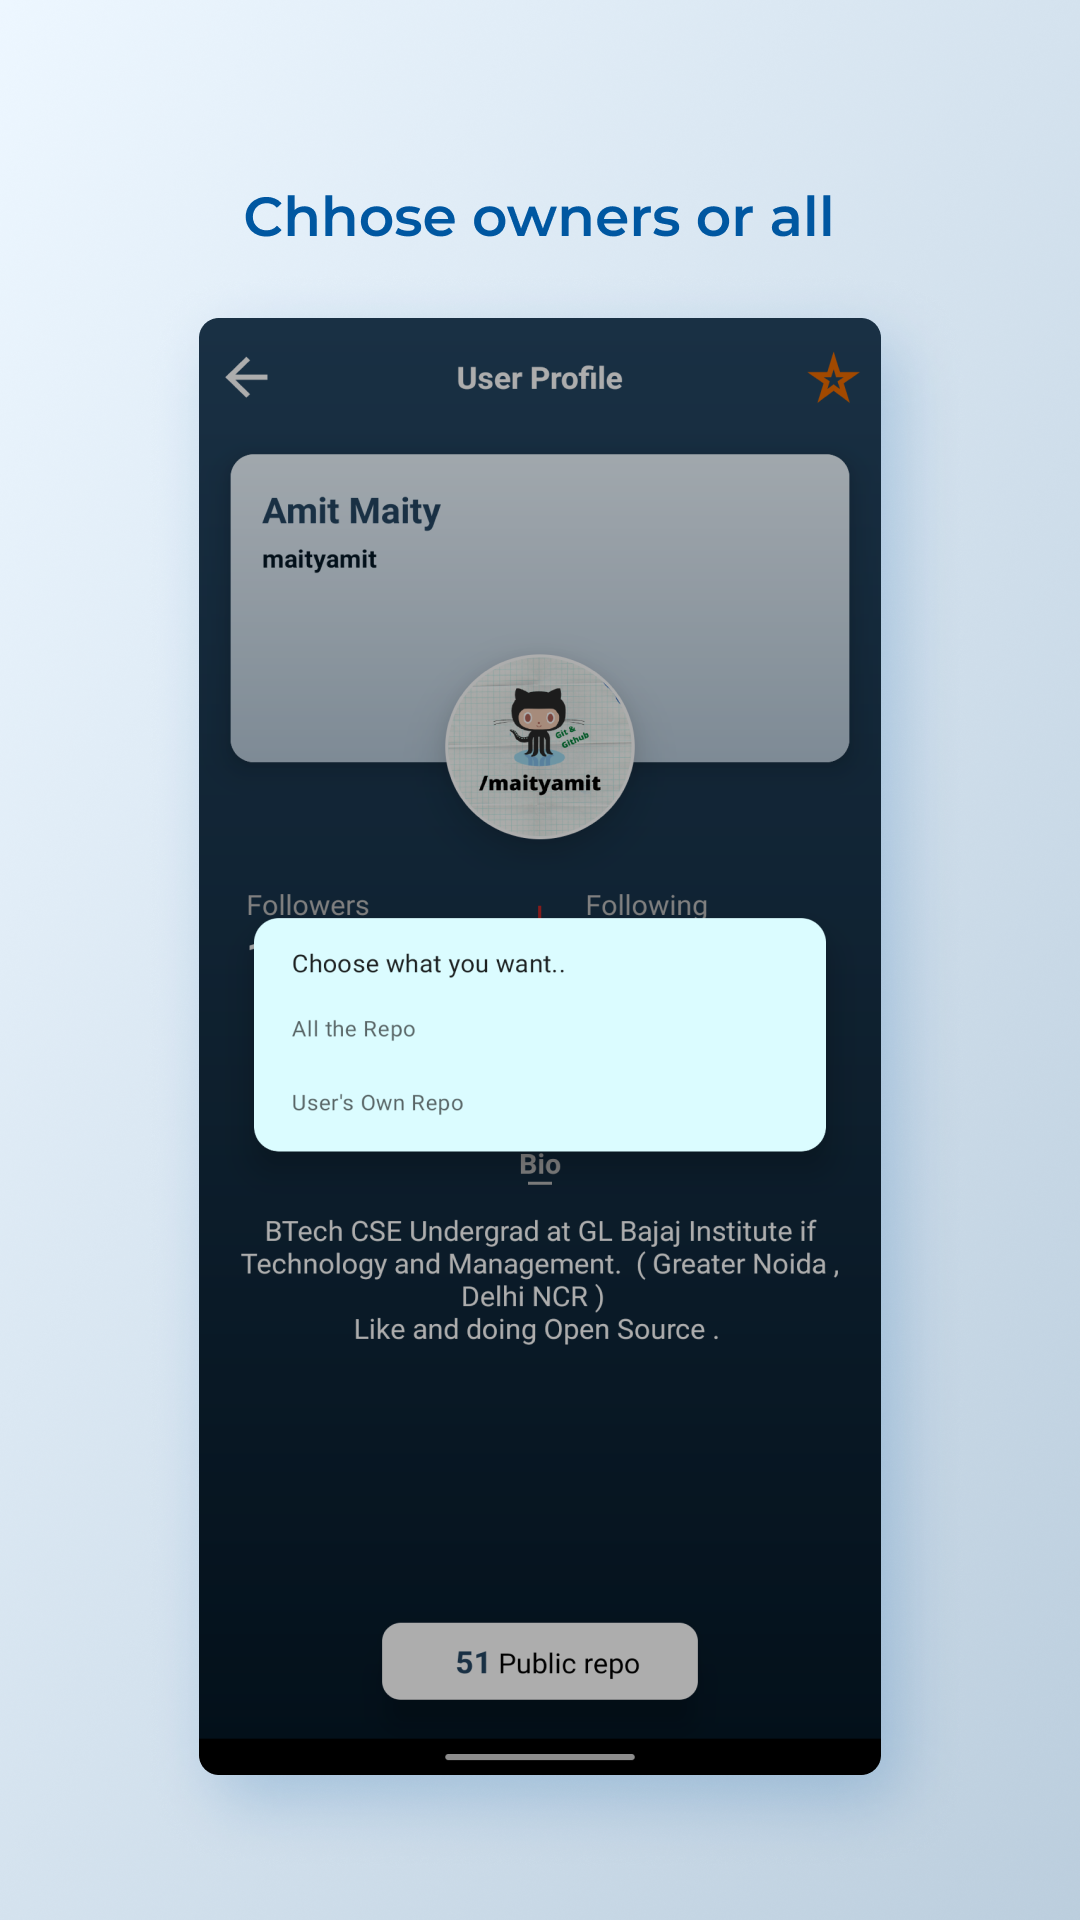 Chhose owners or all
User Profile
Amit Maity
maityamit
Git &
Github
/maityamit
Followers
Following
Choose what you want..
All the Repo
User's Own Repo
Bio
BTech CSE Undergrad at GL Bajaj Institute if
Technology and Management.  ( Greater Noida ,
Delhi NCR )
Like and doing Open Source .
51 Public repo